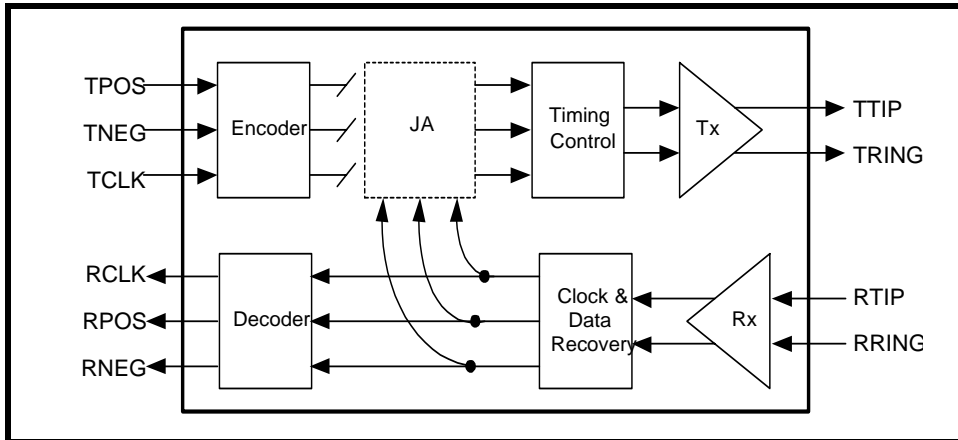 TPOS
TNEG
TCLK
Encoder
JA
Timing
Control
Tx
TTIP
TRING
RCLK
RPOS
RNEG
Decoder
Clock &
Data
Recovery
Rx
RTIP
RRING